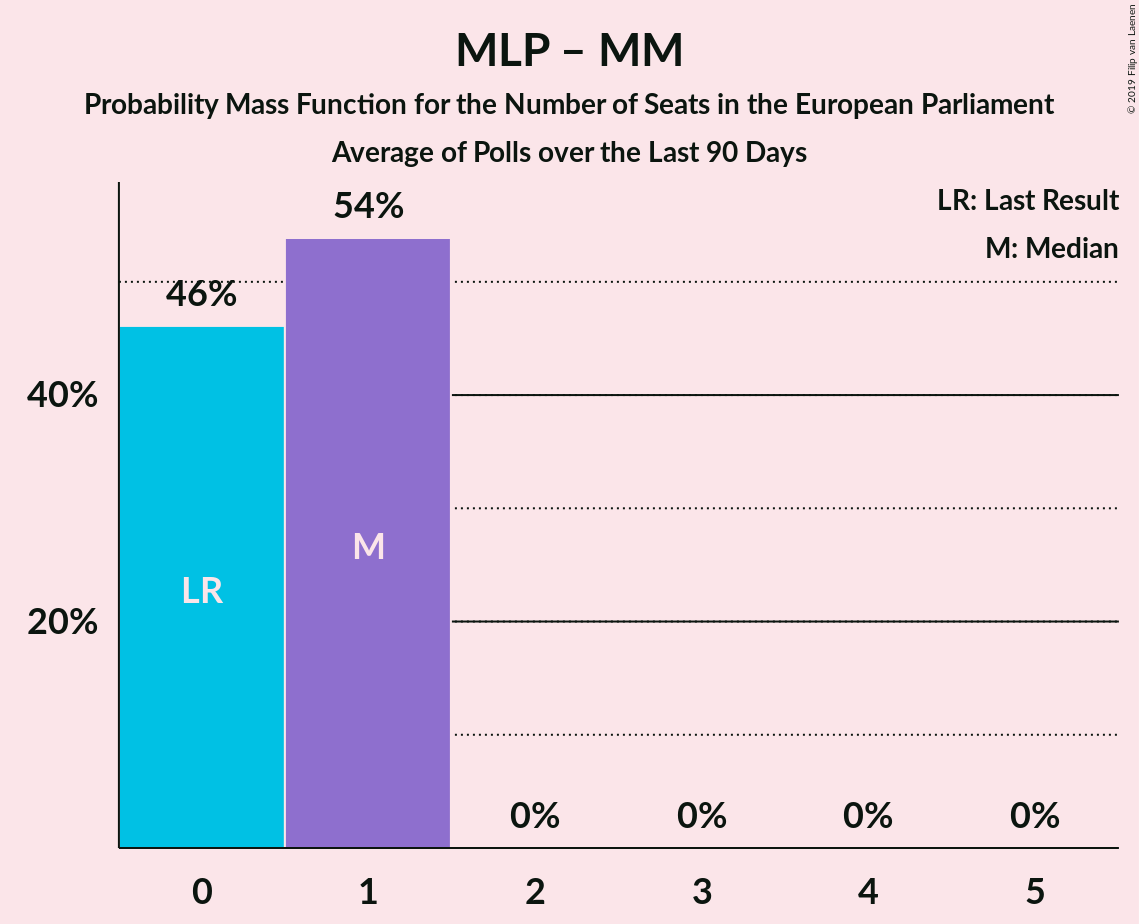 MLP – MM
Probability Mass Function for the Number of Seats in the European Parliament
Average of Polls over the Last 90 Days
© 2019 Filip van Laenen
LR: Last Result
M: Median
54%
46%
40%
20%
M
LR
0%
0%
0%
0%
0
1
2
3
4
5